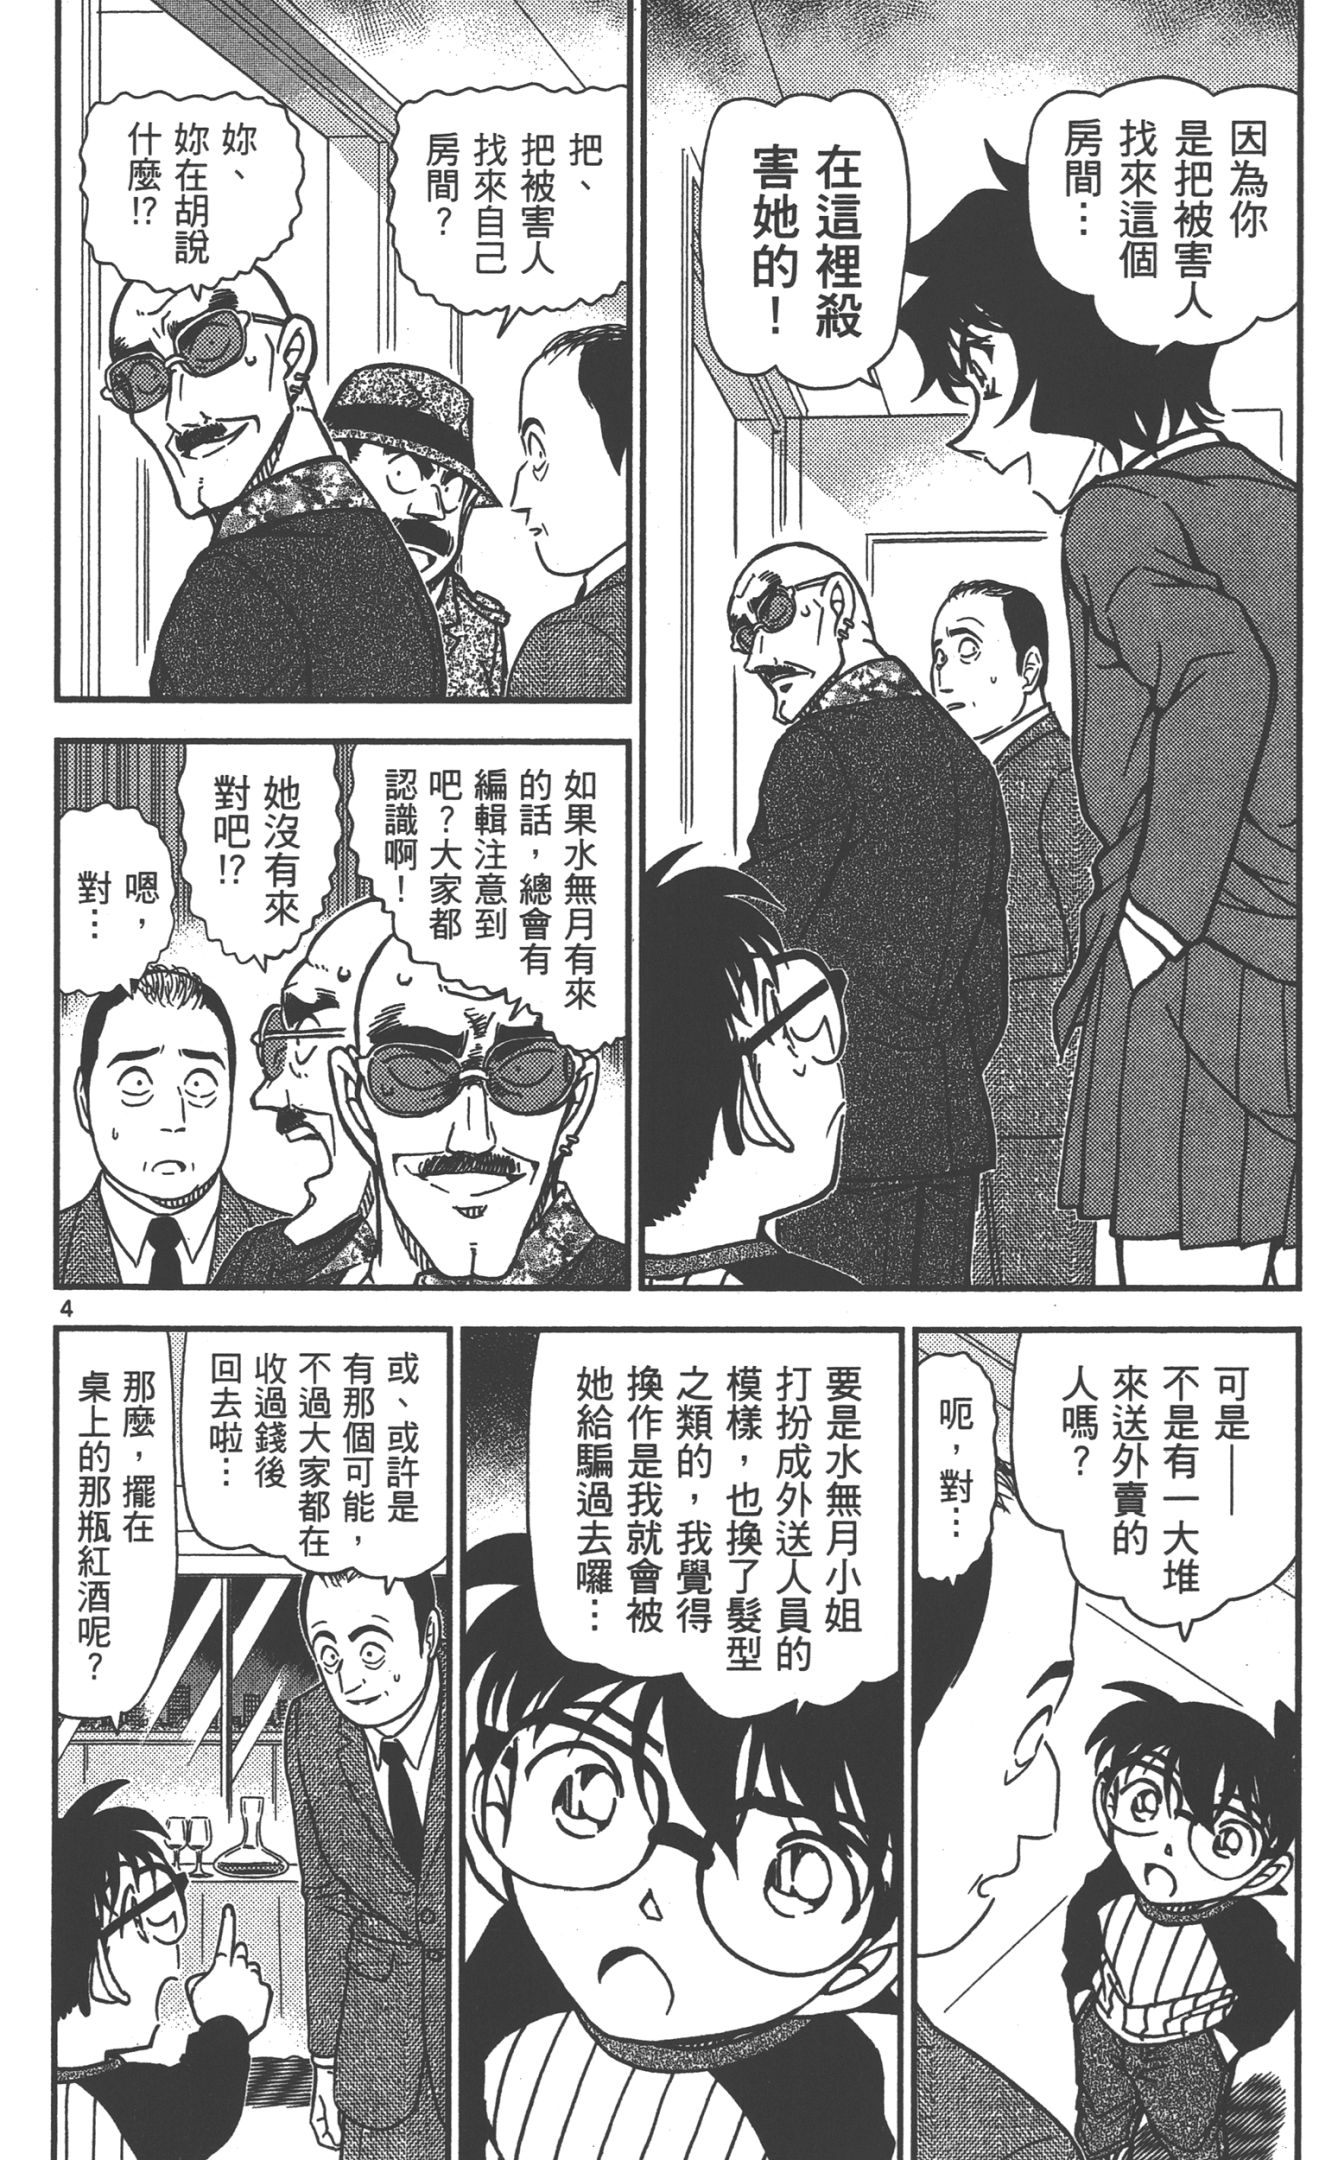 因為你
是把被害人
找來這個
房間…
在這裡殺
害她的！
把、
把被害人
找來自己
房間？
妳、
妳在胡說
什麼!?
如果水無月有來
的話，總會有
編輯注意到
吧？大家都
認識啊！
她沒有來
對吧!?
嗯，
對…
4
可是——
不是有一大堆
來送外賣的
人嗎？
呃，對…
要是水無月小姐
打扮成外送人員的
模樣，也換了髮型
之類的，我覺得
換作是我就會被
她給騙過去囉…
或、或許是
有那個可能，
不過大家都在
收過錢後
回去啦…
那麼，擺在
桌上的那瓶紅酒呢？